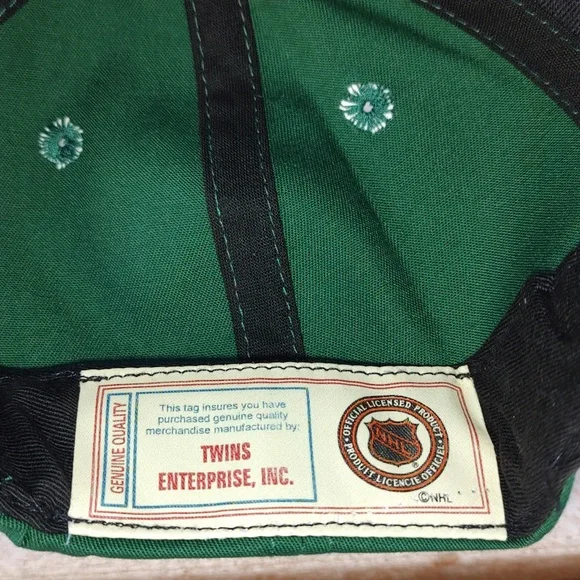 GENUINE QUALITY
This tag insures you have
purchased genuine quality
merchandise manufactured by:
TWINS
ENTERPRISE, INC.
OFFICIAL LICENSED PRODUCT
NHL
®
PRODUIT LICENCIE OFFICIEL
©NHL